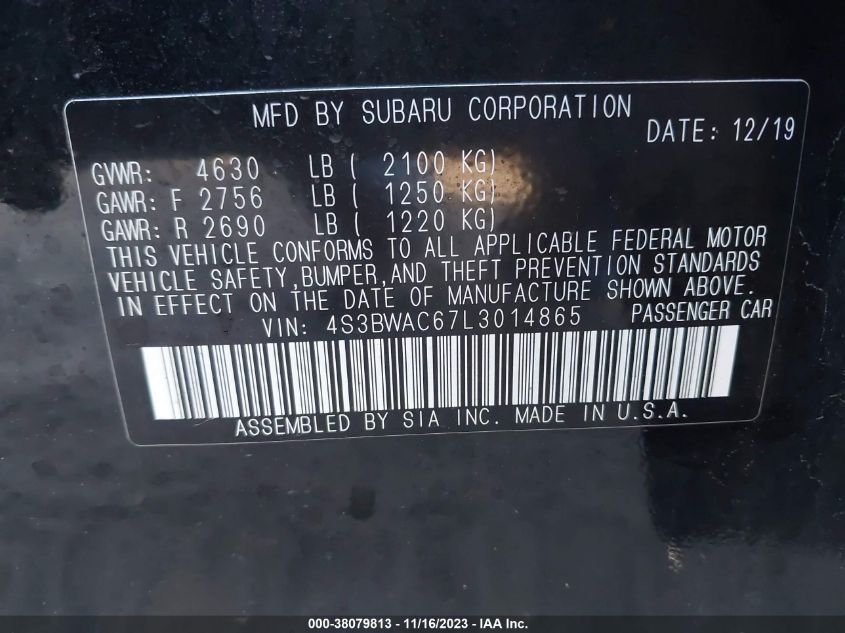 MFD BY SUBARU CORPORATION
DATE: 12/19
GVWR: 4630 LB ( 2100 KG)
GAWR: F 2756 LB ( 1250 KG)
GAWR: R 2690 LB ( 1220 KG)
THIS VEHICLE CONFORMS TO ALL APPLICABLE FEDERAL MOTOR
VEHICLE SAFETY,BUMPER,AND THEFT PREVENTION STANDARDS
IN EFFECT ON THE DATE OF MANUFACTURE SHOWN ABOVE.
VIN: 4S3BWAC67L3014865 PASSENGER CAR
ASSEMBLED BY SIA INC. MADE IN U.S.A.
000-38079813 - 11/16/2023 - IAA Inc.